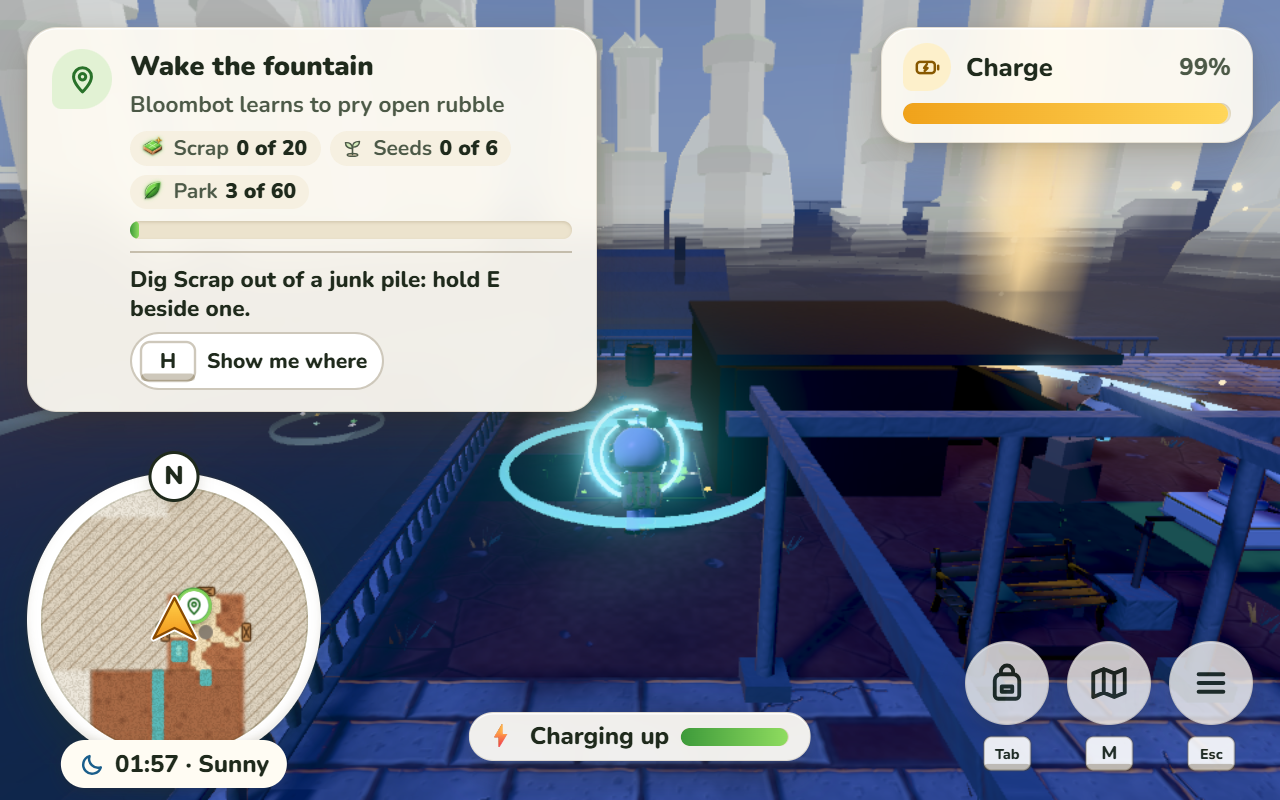 Wake the fountain
Bloombot learns to pry open rubble
Scrap 0 of 20 Seeds 0 of 6
Park 3 of 60
Dig Scrap out of a junk pile: hold E
beside one.
H Show me where
Charge 99%
N
01:57 · Sunny
Charging up
Tab M Esc